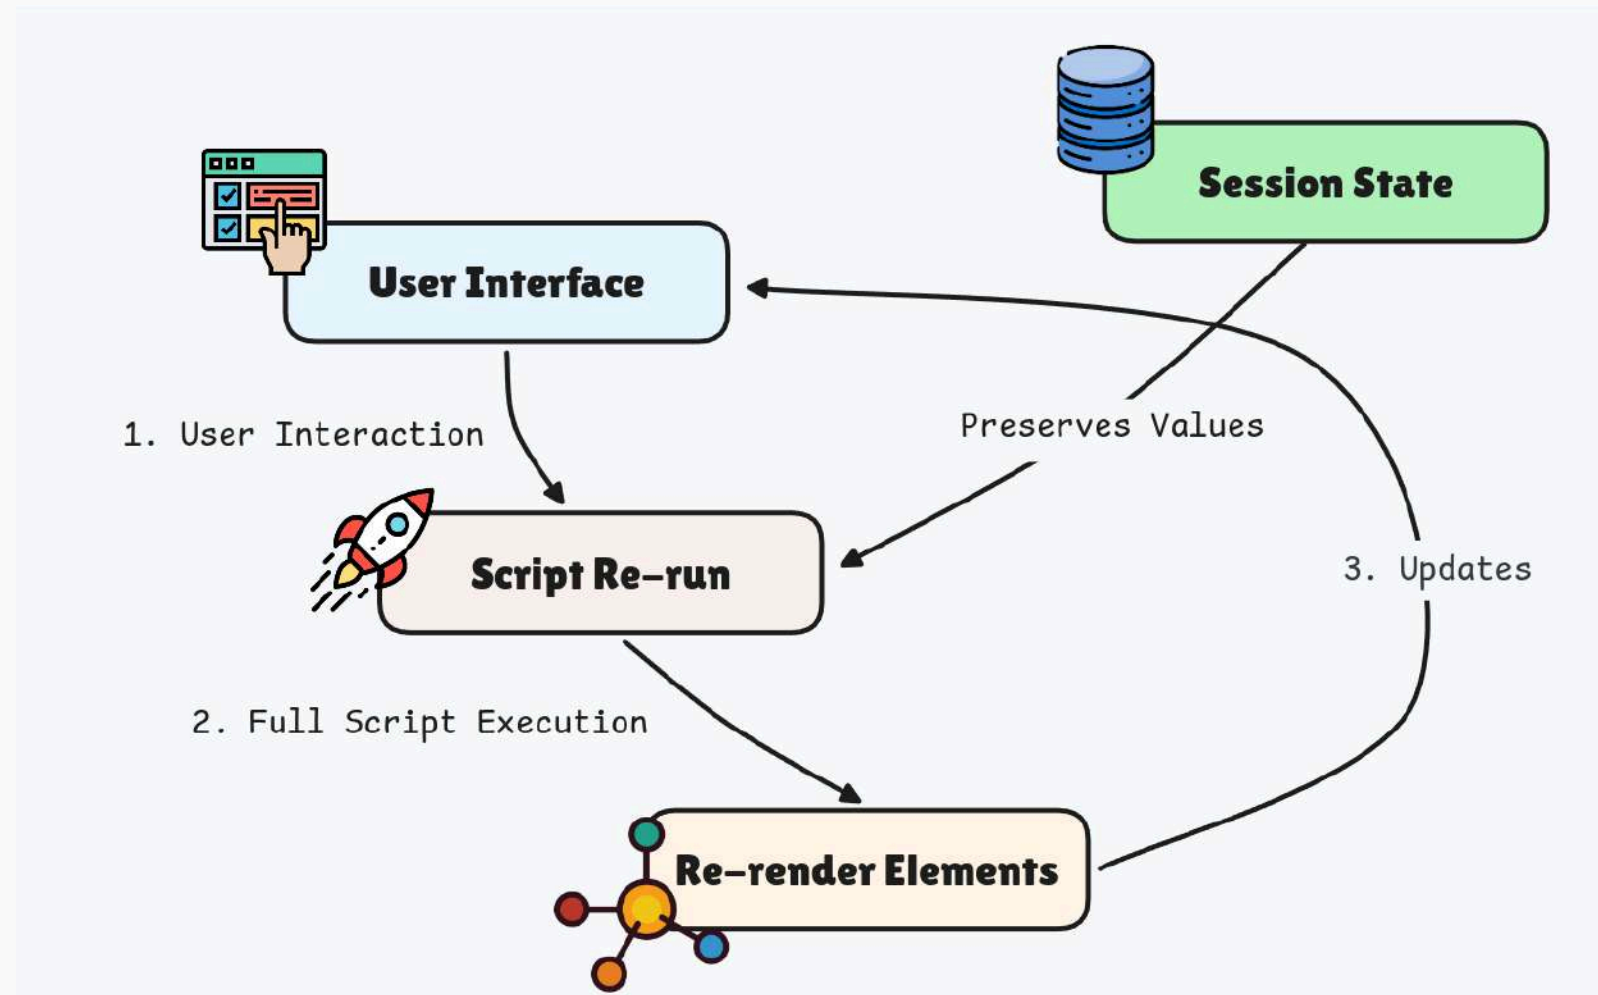 Session State
User Interface
1. User Interaction
Preserves Values
Script Re-run
3. Updates
2. Full Script Execution
Re-render Elements